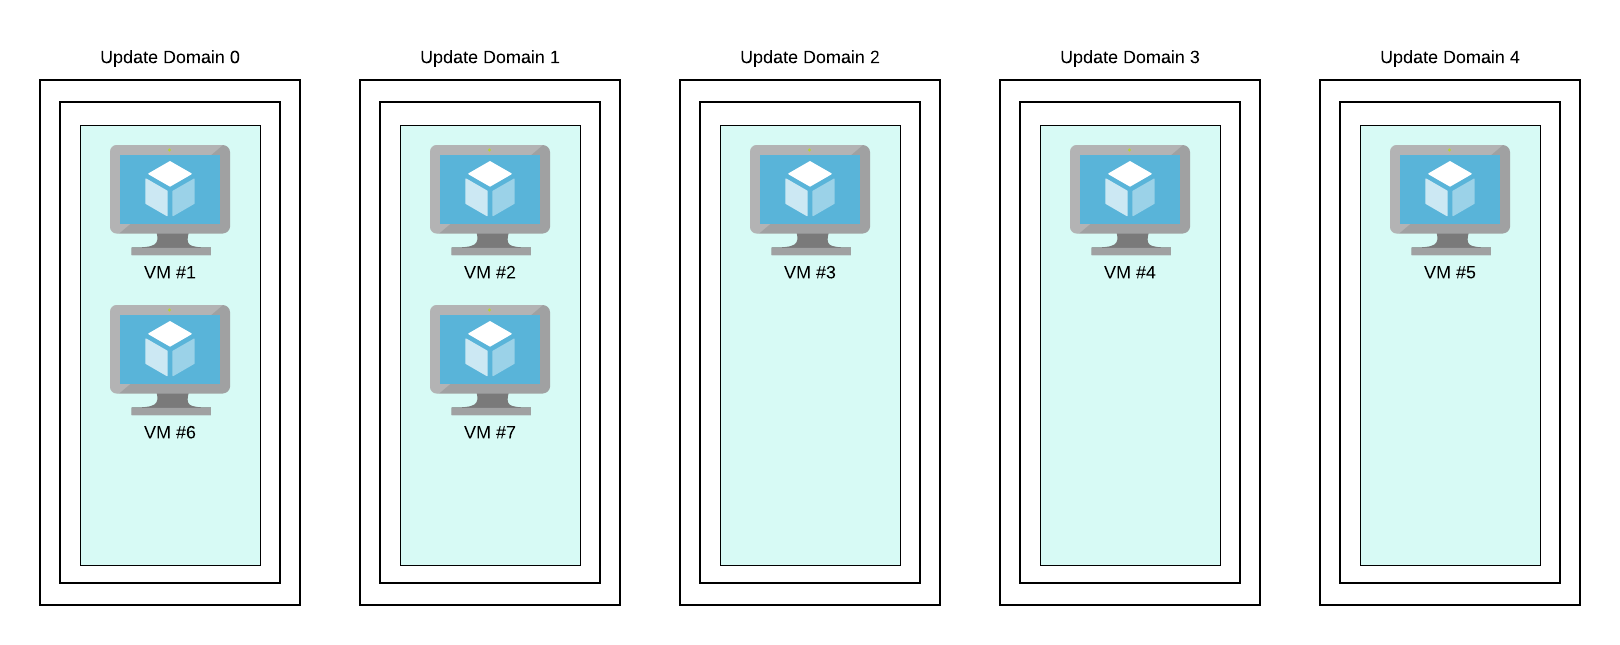 Update Domain 0
Update Domain 1
Update Domain 2
Update Domain 3
Update Domain 4
VM #1
VM #2
VM #3
VM #4
VM #5
VM #6
VM #7